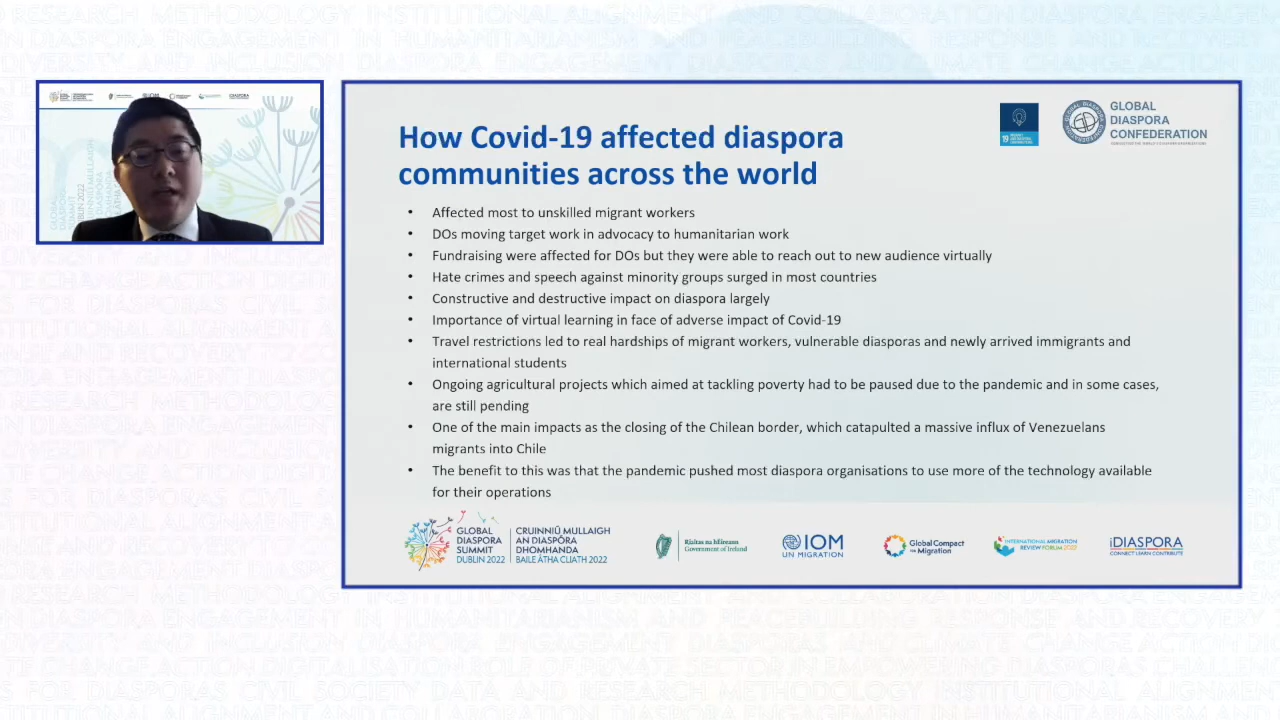 GLOBAL
DIASPORA
CONFEDERATION
How Covid-19 affected diaspora
communities across the world
• Affected most to unskilled migrant workers
• DOs moving target work in advocacy to humanitarian work
• Fundraising were affected for DOs but they were able to reach out to new audience virtually
• Hate crimes and speech against minority groups surged in most countries
• Constructive and destructive impact on diaspora largely
• Importance of virtual learning in face of adverse impact of Covid-19
• Travel restrictions led to real hardships of migrant workers, vulnerable diasporas and newly arrived immigrants and
international students
• Ongoing agricultural projects which aimed at tackling poverty had to be paused due to the pandemic and in some cases,
are still pending
• One of the main impacts as the closing of the Chilean border, which catapulted a massive influx of Venezuelans
migrants into Chile
• The benefit to this was that the pandemic pushed most diaspora organisations to use more of the technology available
for their operations
GLOBAL
DIASPORA
SUMMIT
DUBLIN 2022
CRUINNIÚ MULLAIGH
AN DIASPÓRA
DHOMHANDA
BAILE ÁTHA CLIATH 2022
Rialtas na hÉireann
Government of Ireland
IOM
UN MIGRATION
Global Compact
for Migration
INTERNATIONAL MIGRATION
REVIEW FORUM 2022
iDIASPORA
CONNECT LEARN CONTRIBUTE